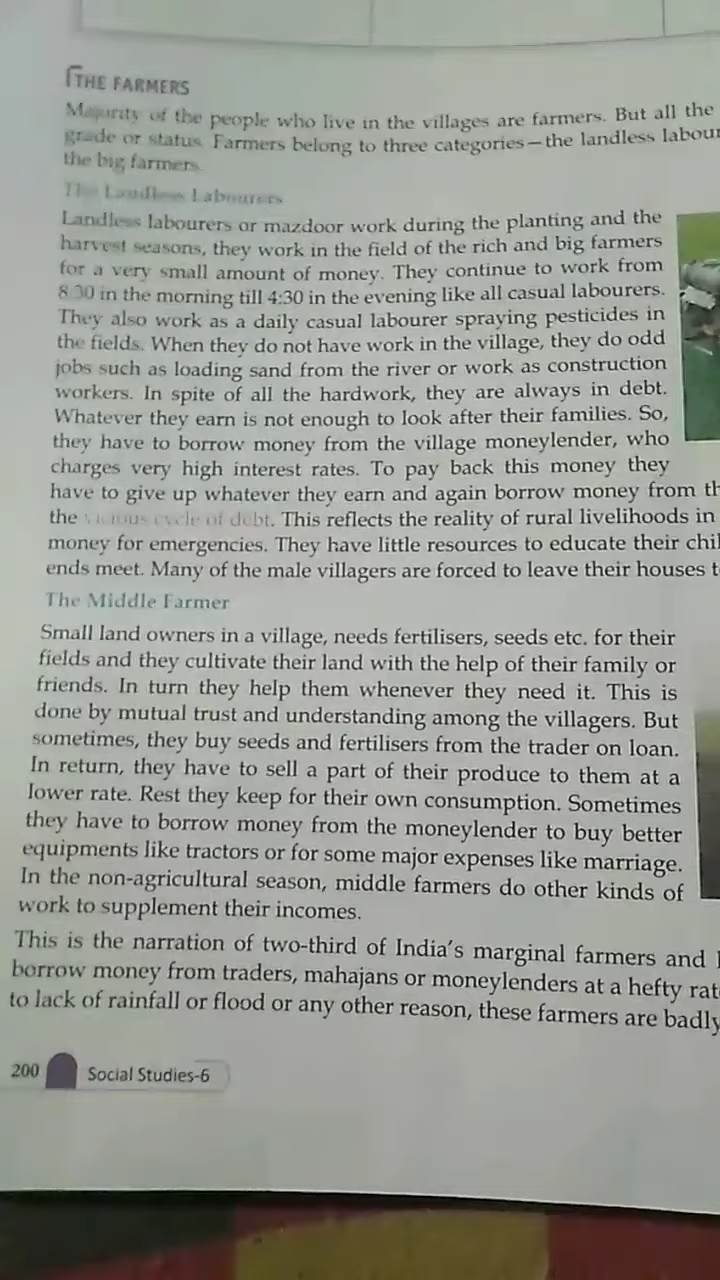 THE FARMERS
Majority of the people who live in the villages are farmers. But all the
grade or status. Farmers belong to three categories—the landless labour
the big farmers.
The Landless Labourers
Landless labourers or mazdoor work during the planting and the
harvest seasons, they work in the field of the rich and big farmers
for a very small amount of money. They continue to work from
8:30 in the morning till 4:30 in the evening like all casual labourers.
They also work as a daily casual labourer spraying pesticides in
the fields. When they do not have work in the village, they do odd
jobs such as loading sand from the river or work as construction
workers. In spite of all the hardwork, they are always in debt.
Whatever they earn is not enough to look after their families. So,
they have to borrow money from the village moneylender, who
charges very high interest rates. To pay back this money they
have to give up whatever they earn and again borrow money from th
the vicious cycle of debt. This reflects the reality of rural livelihoods in
money for emergencies. They have little resources to educate their chil
ends meet. Many of the male villagers are forced to leave their houses t
The Middle Farmer
Small land owners in a village, needs fertilisers, seeds etc. for their
fields and they cultivate their land with the help of their family or
friends. In turn they help them whenever they need it. This is
done by mutual trust and understanding among the villagers. But
sometimes, they buy seeds and fertilisers from the trader on loan.
In return, they have to sell a part of their produce to them at a
lower rate. Rest they keep for their own consumption. Sometimes
they have to borrow money from the moneylender to buy better
equipments like tractors or for some major expenses like marriage.
In the non-agricultural season, middle farmers do other kinds of
work to supplement their incomes.
This is the narration of two-third of India's marginal farmers and
borrow money from traders, mahajans or moneylenders at a hefty rat
to lack of rainfall or flood or any other reason, these farmers are badly
200 Social Studies-6